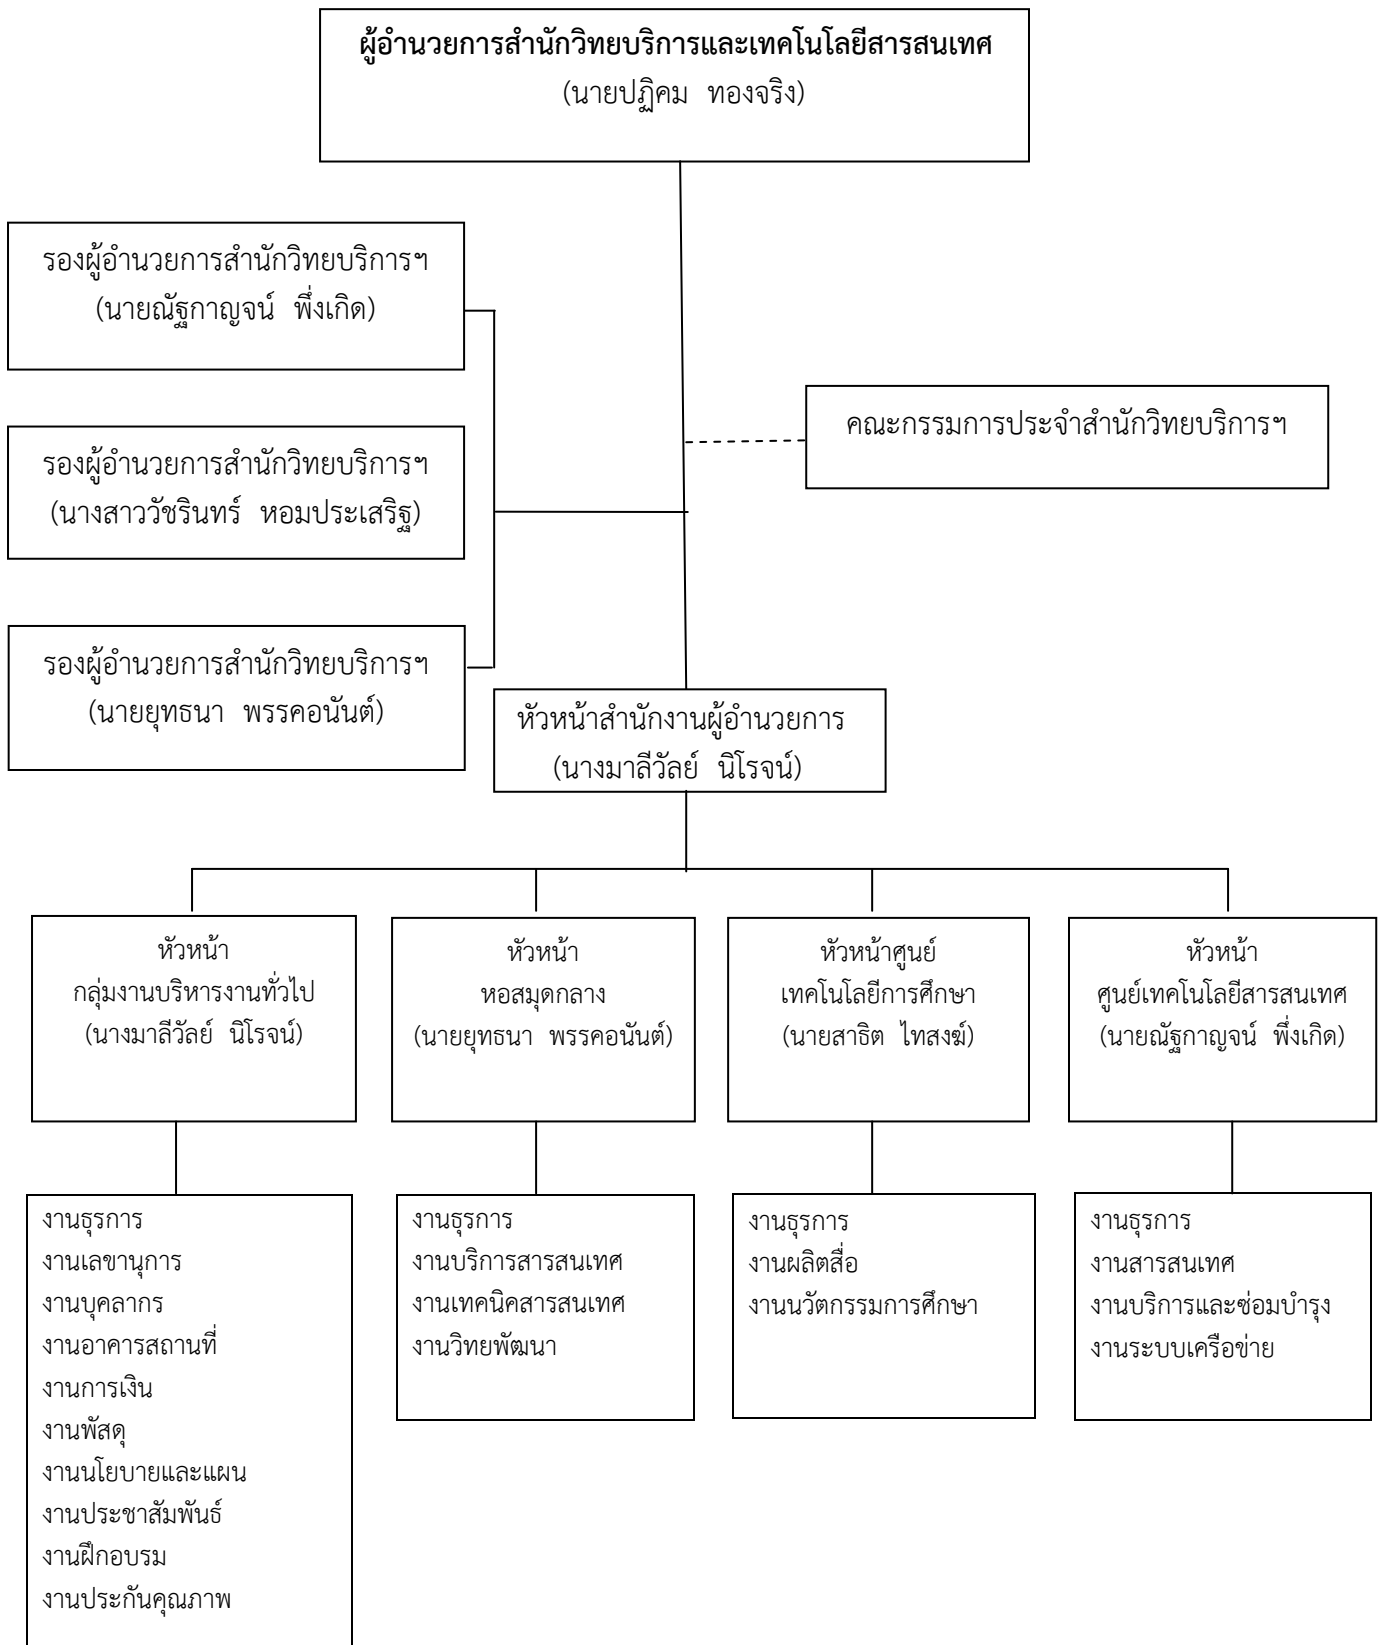 ผู้อำนวยการสำนักวิทยบริการและเทคโนโลยีสารสนเทศ
(นายปฏิคม ทองจริง)
รองผู้อำนวยการสำนักวิทยบริการฯ
(นายณัฐกาญจน์ พึ่งเกิด)
คณะกรรมการประจำสำนักวิทยบริการฯ
รองผู้อำนวยการสำนักวิทยบริการฯ
(นางสาววัชรินทร์ หอมประเสริฐ)
รองผู้อำนวยการสำนักวิทยบริการฯ
(นายยุทธนา พรรคอนันต์)
หัวหน้าสำนักงานผู้อำนวยการ
(นางมาลีวัลย์ นิโรจน์)
หัวหน้า
กลุ่มงานบริหารงานทั่วไป
(นางมาลีวัลย์ นิโรจน์)
หัวหน้า
หอสมุดกลาง
(นายยุทธนา พรรคอนันต์)
หัวหน้าศูนย์
เทคโนโลยีการศึกษา
(นายสาธิต ไทสงฆ์)
หัวหน้า
ศูนย์เทคโนโลยีสารสนเทศ
(นายณัฐกาญจน์ พึ่งเกิด)
งานธุรการ
งานเลขานุการ
งานบุคลากร
งานอาคารสถานที่
งานการเงิน
งานพัสดุ
งานนโยบายและแผน
งานประชาสัมพันธ์
งานฝึกอบรม
งานประกันคุณภาพ
งานธุรการ
งานบริการสารสนเทศ
งานเทคนิคสารสนเทศ
งานวิทยพัฒนา
งานธุรการ
งานผลิตสื่อ
งานนวัตกรรมการศึกษา
งานธุรการ
งานสารสนเทศ
งานบริการและซ่อมบำรุง
งานระบบเครือข่าย